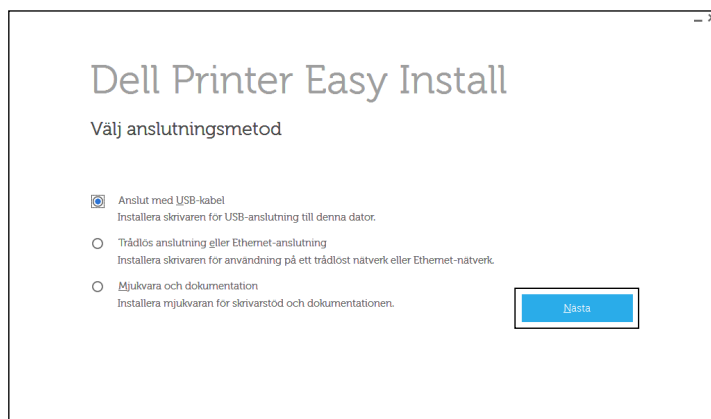 Dell Printer Easy Install
Välj anslutningsmetod
Anslut med USB-kabel
Installera skrivaren för USB-anslutning till denna dator.
Trådlös anslutning eller Ethernet-anslutning
Installera skrivaren för användning på ett trådlöst nätverk eller Ethernet-nätverk.
Mjukvara och dokumentation
Installera mjukvaran för skrivarstöd och dokumentationen.
Nästa